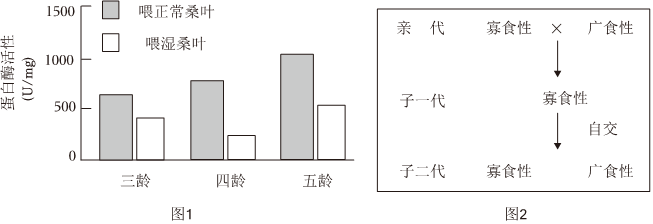 蛋白酶活性
(U/mg)
1500
1000
500
0
喂正常桑叶
喂湿桑叶
三龄 四龄 五龄
图1
亲 代 寡食性 × 广食性
子一代 寡食性
自交
子二代 寡食性 广食性
图2